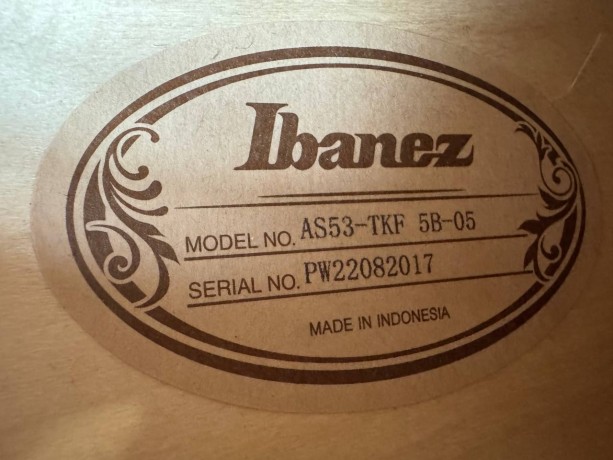 Ibanez
MODEL NO. AS53-TKF 5B-05
SERIAL NO. PW22082017
MADE IN INDONESIA